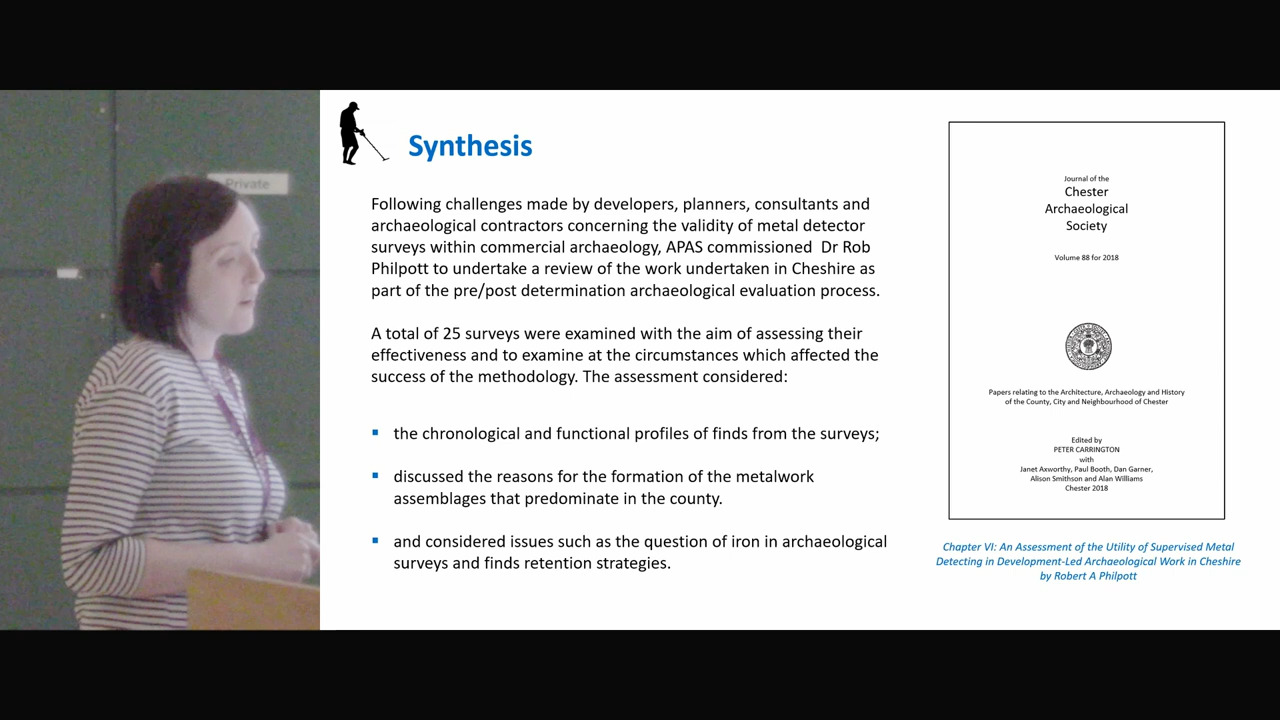 Private
Synthesis
Following challenges made by developers, planners, consultants and
archaeological contractors concerning the validity of metal detector
surveys within commercial archaeology, APAS commissioned Dr Rob
Philpott to undertake a review of the work undertaken in Cheshire as
part of the pre/post determination archaeological evaluation process.
A total of 25 surveys were examined with the aim of assessing their
effectiveness and to examine at the circumstances which affected the
success of the methodology. The assessment considered:
the chronological and functional profiles of finds from the surveys;
discussed the reasons for the formation of the metalwork
assemblages that predominate in the county.
and considered issues such as the question of iron in archaeological
surveys and finds retention strategies.
Journal of the
Chester
Archaeological
Society
Volume 88 for 2018
Papers relating to the Architecture, Archaeology and History
of the County, City and Neighbourhood of Chester
Edited by
PETER CARRINGTON
with
Janet Axworthy, Paul Booth, Dan Garner,
Alison Smithson and Alan Williams
Chester 2018
Chapter VI: An Assessment of the Utility of Supervised Metal
Detecting in Development-Led Archaeological Work in Cheshire
by Robert A Philpott